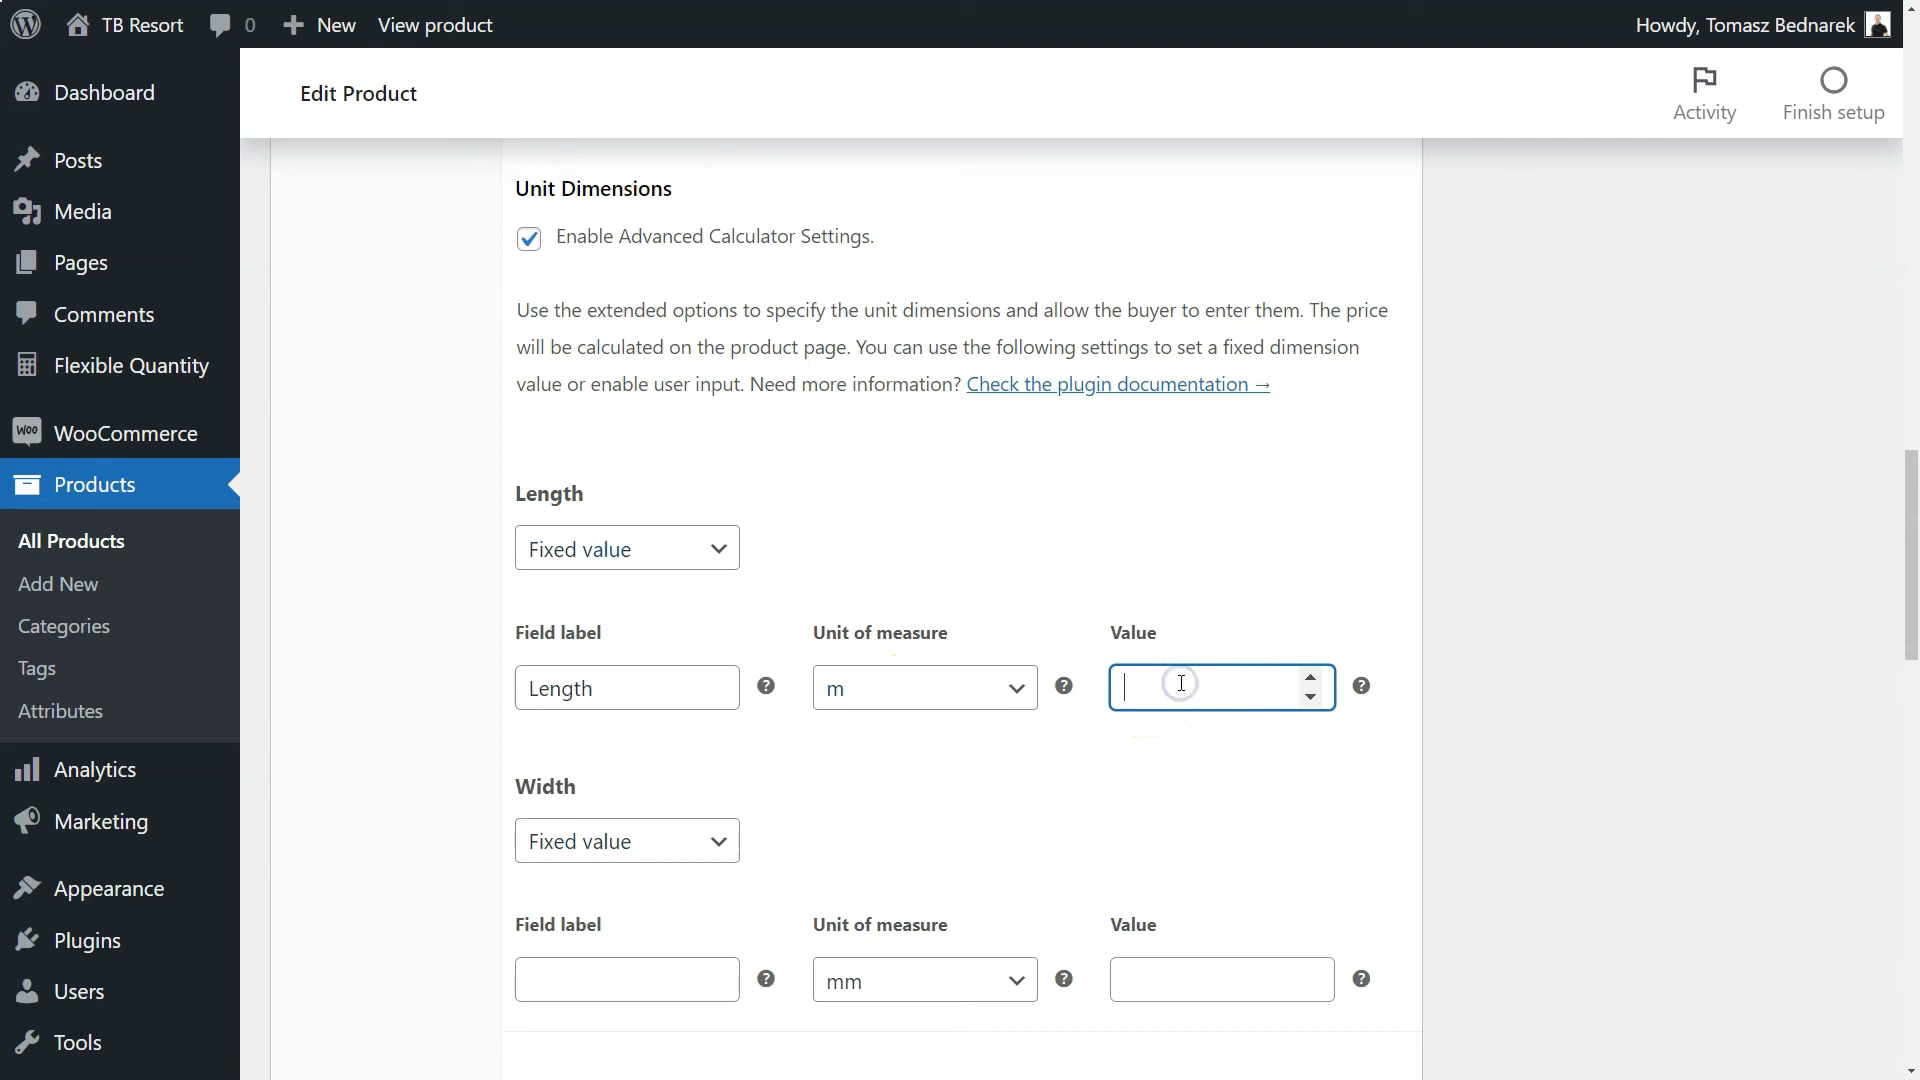 TB Resort
0
New
View product
Howdy, Tomasz Bednarek
Edit Product
Activity
Finish setup
Dashboard
Posts
Media
Pages
Comments
Flexible Quantity
WooCommerce
Products
All Products
Add New
Categories
Tags
Attributes
Analytics
Marketing
Appearance
Plugins
Users
Tools
Unit Dimensions
Enable Advanced Calculator Settings.
Use the extended options to specify the unit dimensions and allow the buyer to enter them. The price
will be calculated on the product page. You can use the following settings to set a fixed dimension
value or enable user input. Need more information? Check the plugin documentation →
Length
Fixed value
Field label
Unit of measure
Value
Length
m
Width
Fixed value
Field label
Unit of measure
Value
mm